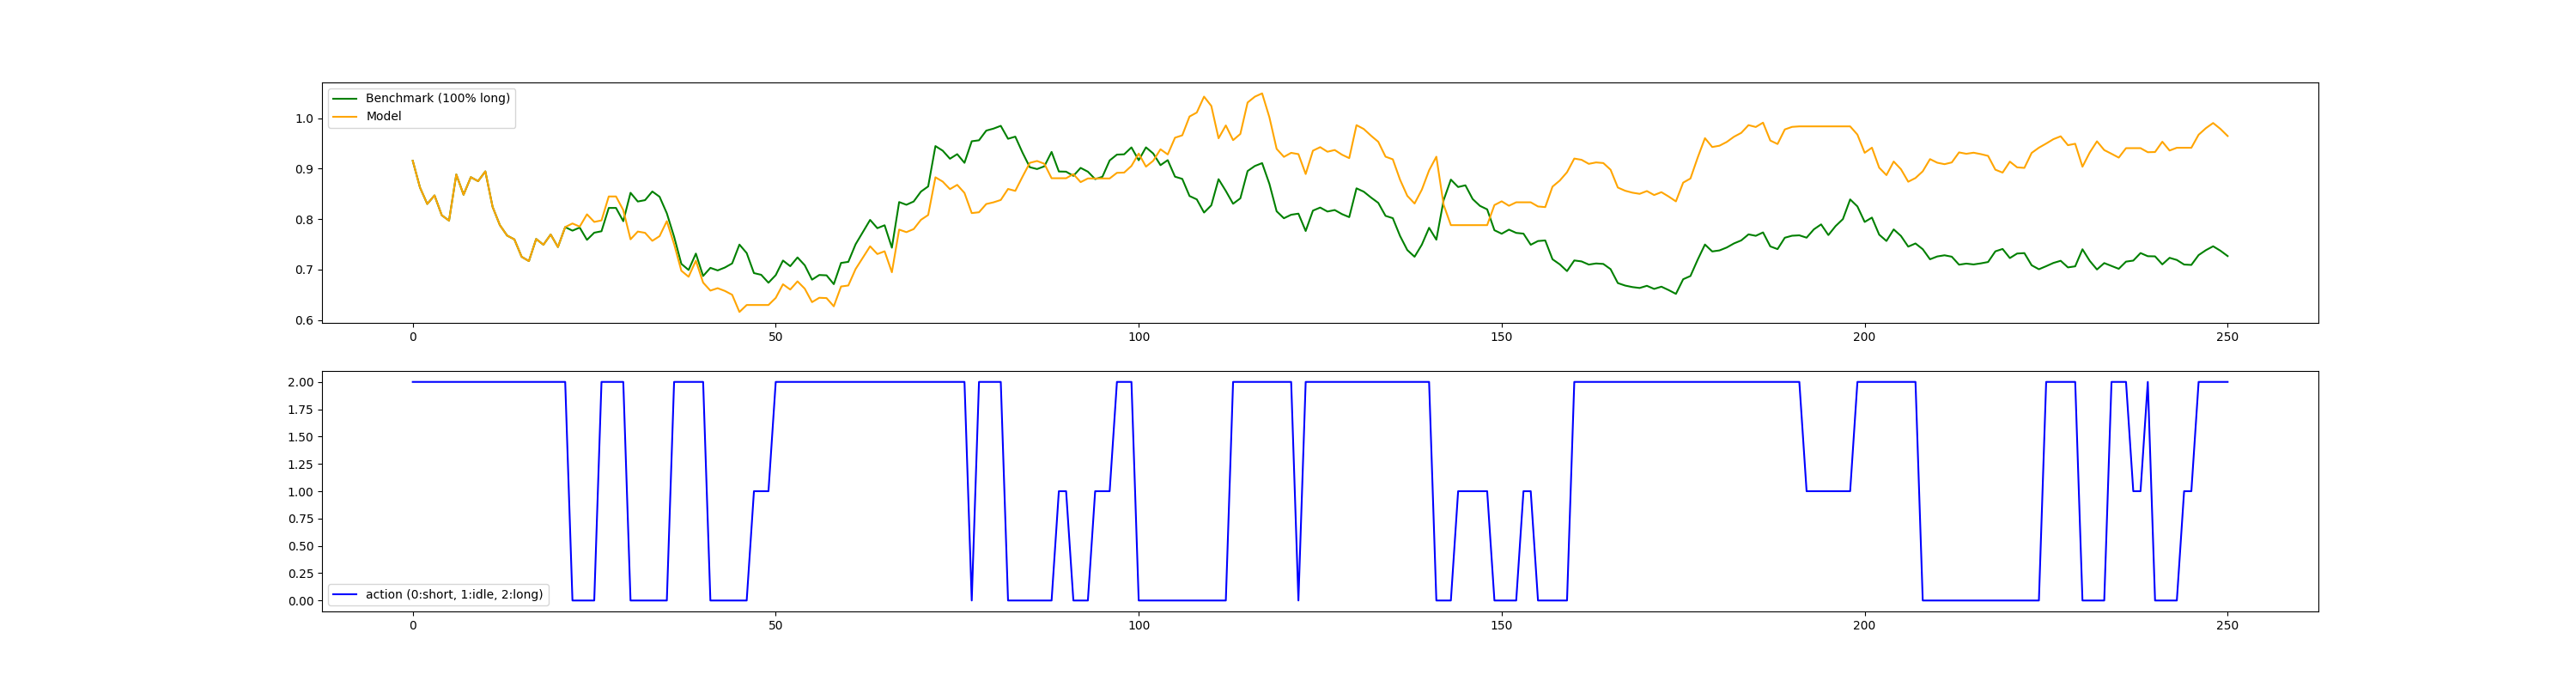 Benchmark (100% long)
Model
1.0
0.9
0.8
0.7
0.6
0 50 100 150 200 250
2.00
1.75
1.50
1.25
1.00
0.75
0.50
0.25
0.00
action (0:short, 1:idle, 2:long)
0 50 100 150 200 250